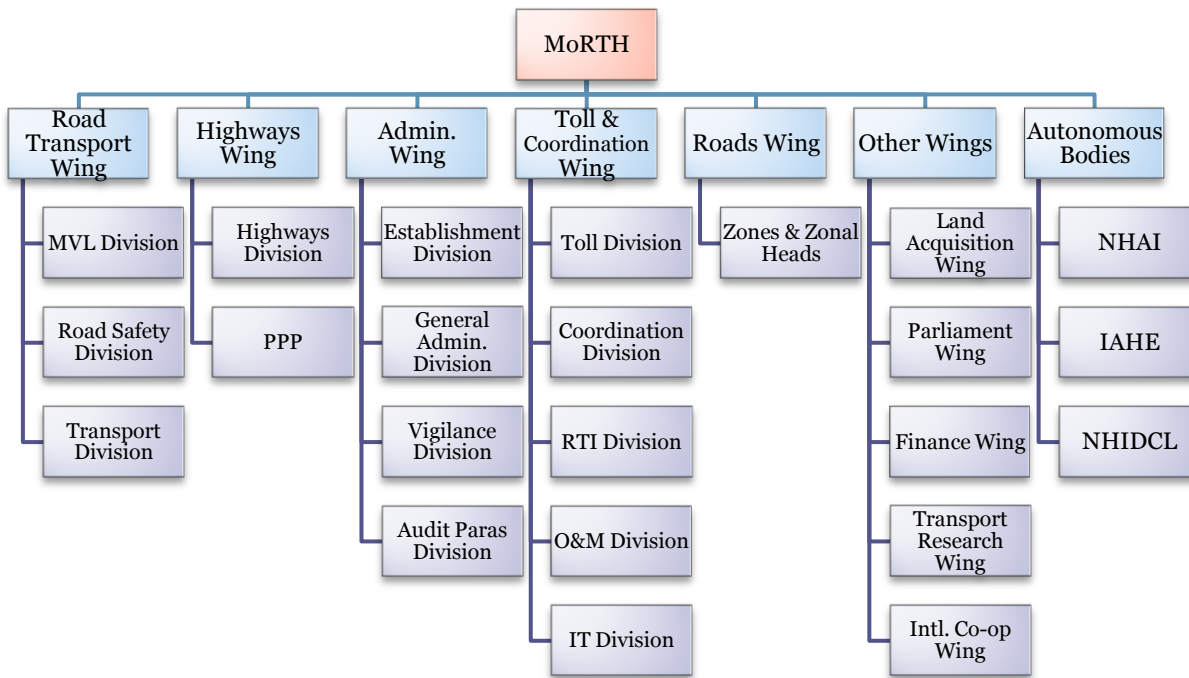 MoRTH
Road
Transport
Wing
Highways
Wing
Admin.
Wing
Toll &
Coordination
Wing
Roads Wing
Other Wings
Autonomous
Bodies
MVL Division
Road Safety
Division
Transport
Division
Highways
Division
PPP
Establishment
Division
General
Admin.
Division
Vigilance
Division
Audit Paras
Division
Toll Division
Coordination
Division
RTI Division
O&M Division
IT Division
Zones & Zonal
Heads
Land
Acquisition
Wing
Parliament
Wing
Finance Wing
Transport
Research
Wing
Intl. Co-op
Wing
NHAI
IAHE
NHIDCL